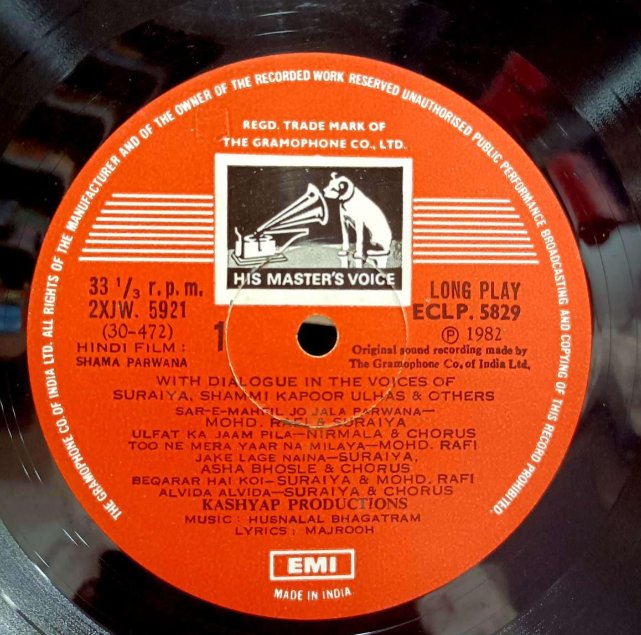 THE GRAMOPHONE CO. OF INDIA LTD. ALL RIGHTS OF THE MANUFACTURER AND OF THE OWNER OF THE RECORDED WORK RESERVED UNAUTHORISED PUBLIC PERFORMANCE BROADCASTING AND COPYING OF THIS RECORD PROHIBITED.
REGD. TRADE MARK OF
THE GRAMOPHONE CO., LTD.
HIS MASTER'S VOICE
33 1/3 r.p.m.
2XJW. 5921
(30-472)
HINDI FILM :
SHAMA PARWANA
1
LONG PLAY
ECLP. 5829
℗ 1982
Original sound recording made by
The Gramophone Co, of India Ltd,
WITH DIALOGUE IN THE VOICES OF
SURAIYA, SHAMMI KAPOOR ULHAS & OTHERS
SAR-E-MAHFIL JO JALA PARWANA—
MOHD. RAFI & SURAIYA
ULFAT KA JAAM PILA—NIRMALA & CHORUS
TOO NE MERA YAAR NA MILAYA—MOHD. RAFI
JAKE LAGE NAINA—SURAIYA,
ASHA BHOSLE & CHORUS
BEQARAR HAI KOI—SURAIYA & MOHD. RAFI
ALVIDA ALVIDA—SURAIYA & CHORUS
KASHYAP PRODUCTIONS
MUSIC : HUSNALAL BHAGATRAM
LYRICS : MAJROOH
EMI
MADE IN INDIA